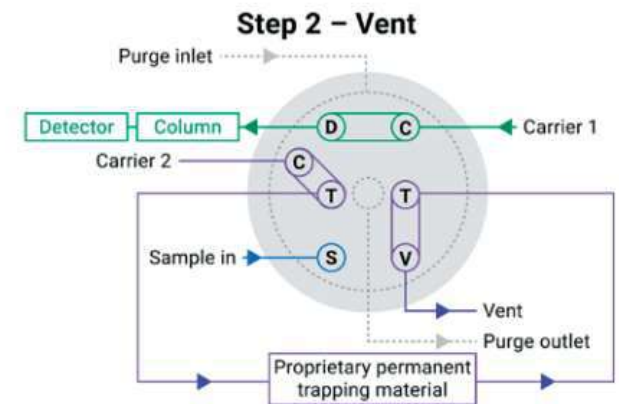 Step 2 – Vent
Purge inlet
Detector
Column
D
C
Carrier 1
Carrier 2
C
T
T
Sample in
S
V
Vent
Purge outlet
Proprietary permanent
trapping material